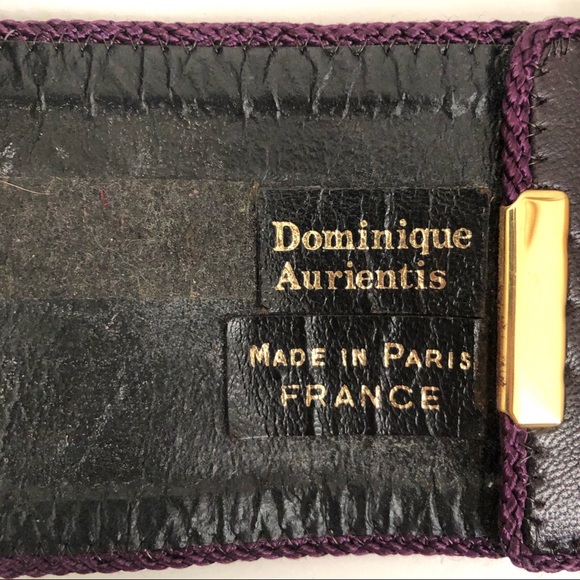 Dominique
Aurientis
MADE IN PARIS
FRANCE